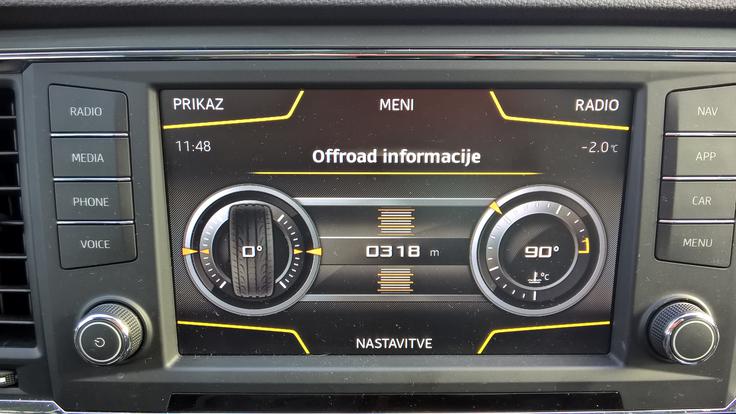 RADIO
MEDIA
PHONE
VOICE
PRIKAZ
MENI
RADIO
11:48
-2.0°C
Offroad informacije
0°
0318 m
90°
°C
NASTAVITVE
NAV
APP
CAR
MENU